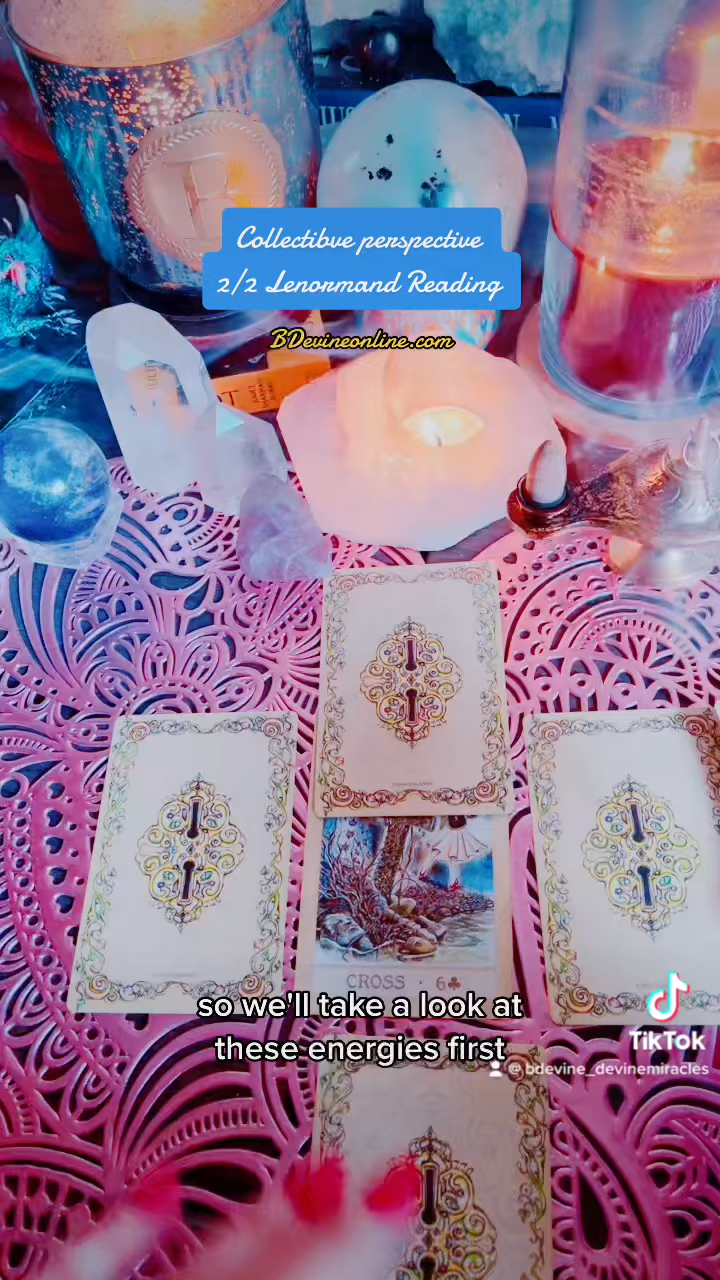 E
Collectibve perspective
2/2 Lenormand Reading
BDevineonline.com
CROSS · 6♣
so we'll take a look at
these energies first
TikTok
@bdevine_devinemiracles